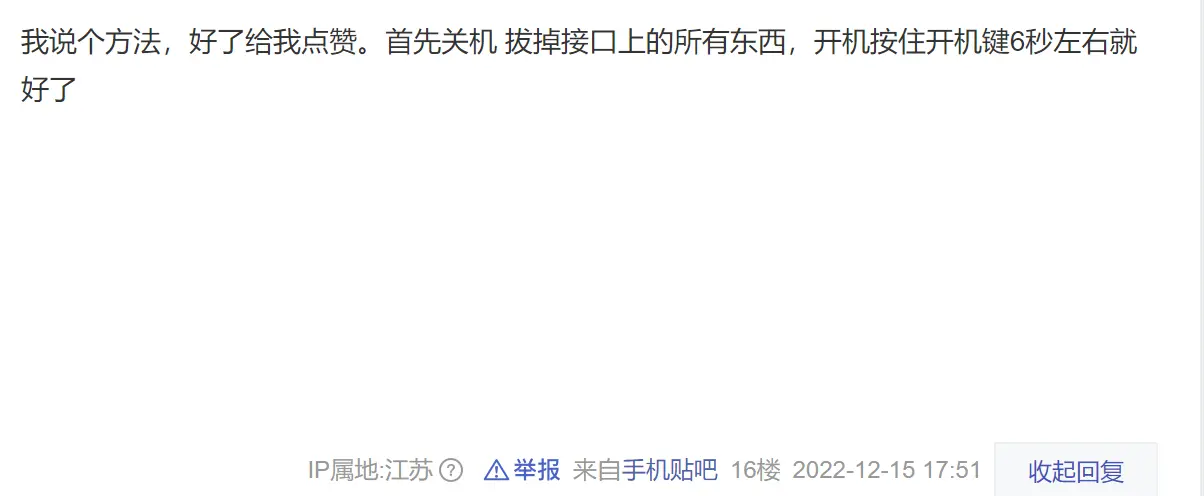 我说个方法，好了给我点赞。首先关机 拔掉接口上的所有东西，开机按住开机键6秒左右就
好了
IP属地:江苏 举报 来自手机贴吧 16楼 2022-12-15 17:51 收起回复